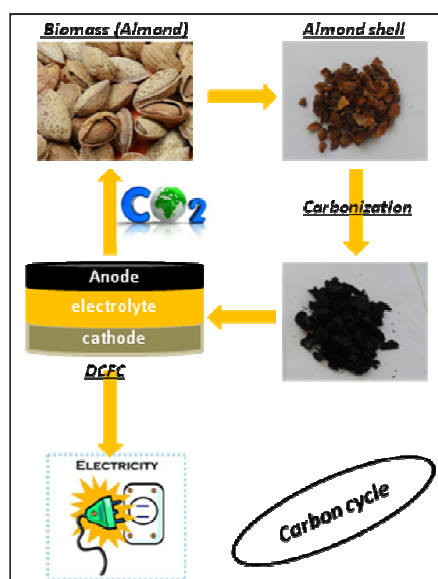 Biomass (Almond)
Almond shell
CO2
Carbonization
Anode
electrolyte
cathode
DCFC
ELECTRICITY
Carbon cycle